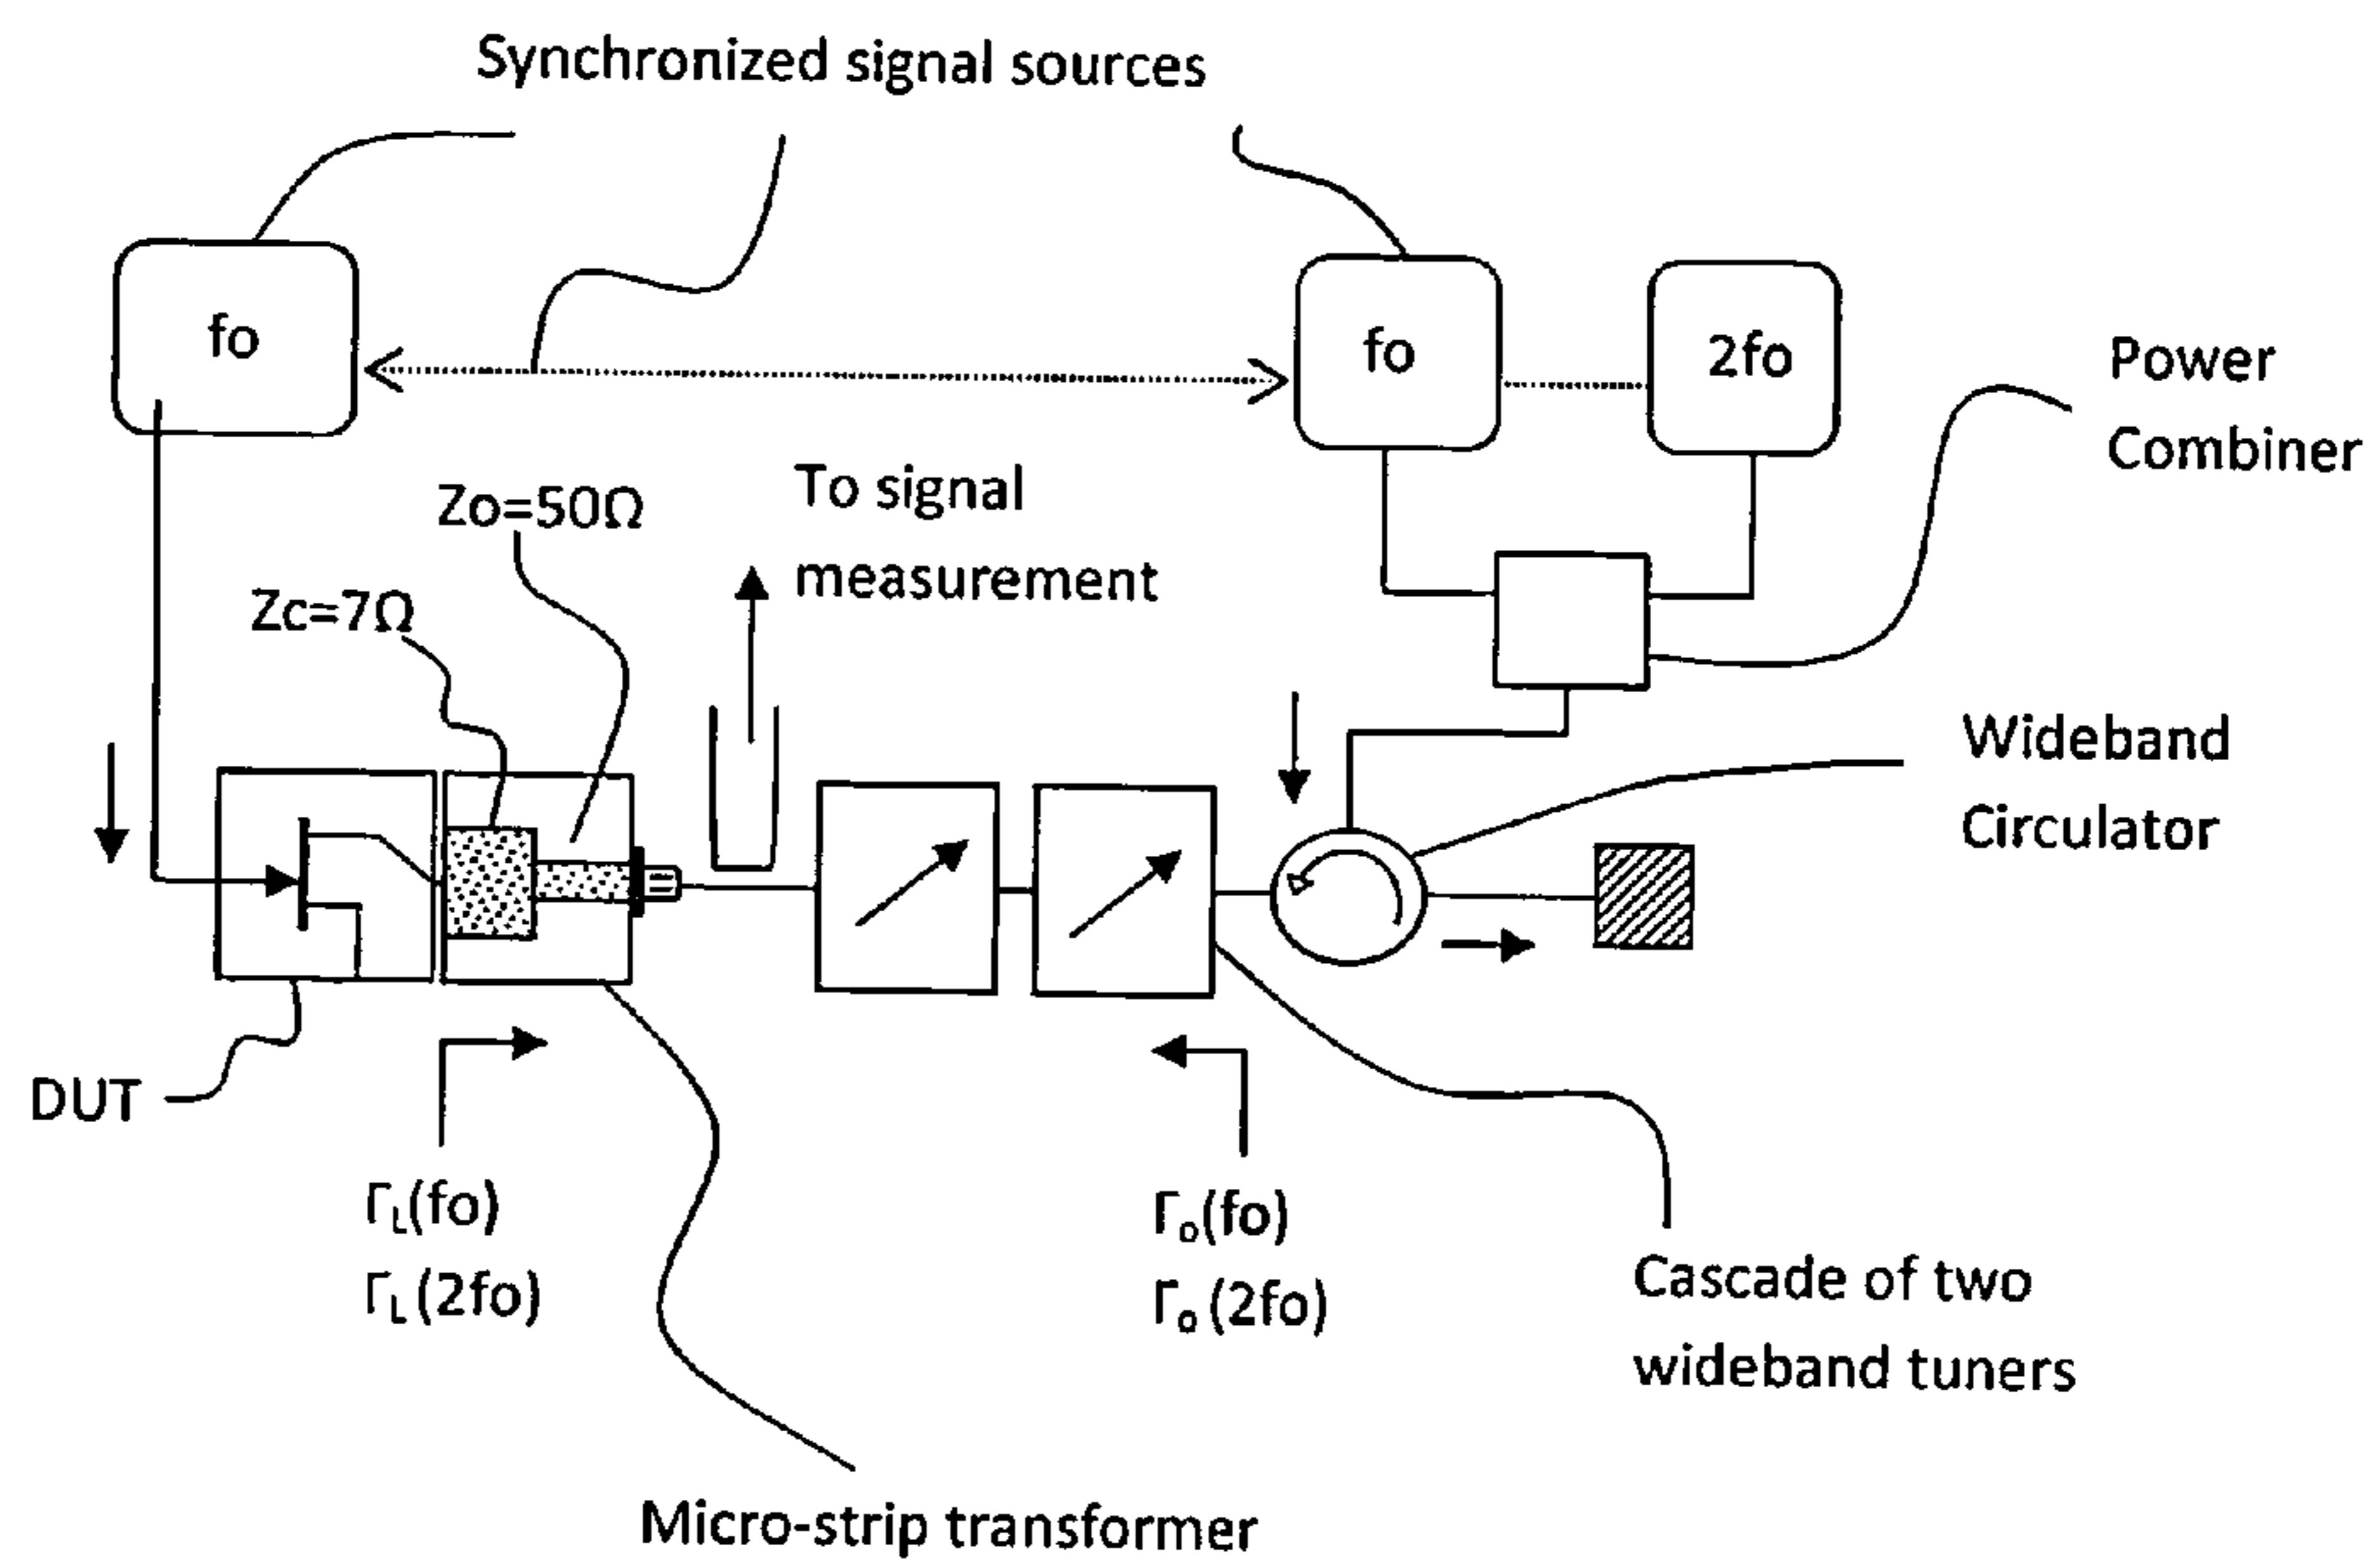 Synchronized signal sources
fo
fo
2fo
Power
Combiner
To signal
measurement
Zo=50Ω
Zc=7Ω
Wideband
Circulator
DUT
ΓL(fo)
ΓL(2fo)
Γo(fo)
Γo(2fo)
Cascade of two
wideband tuners
Micro-strip transformer